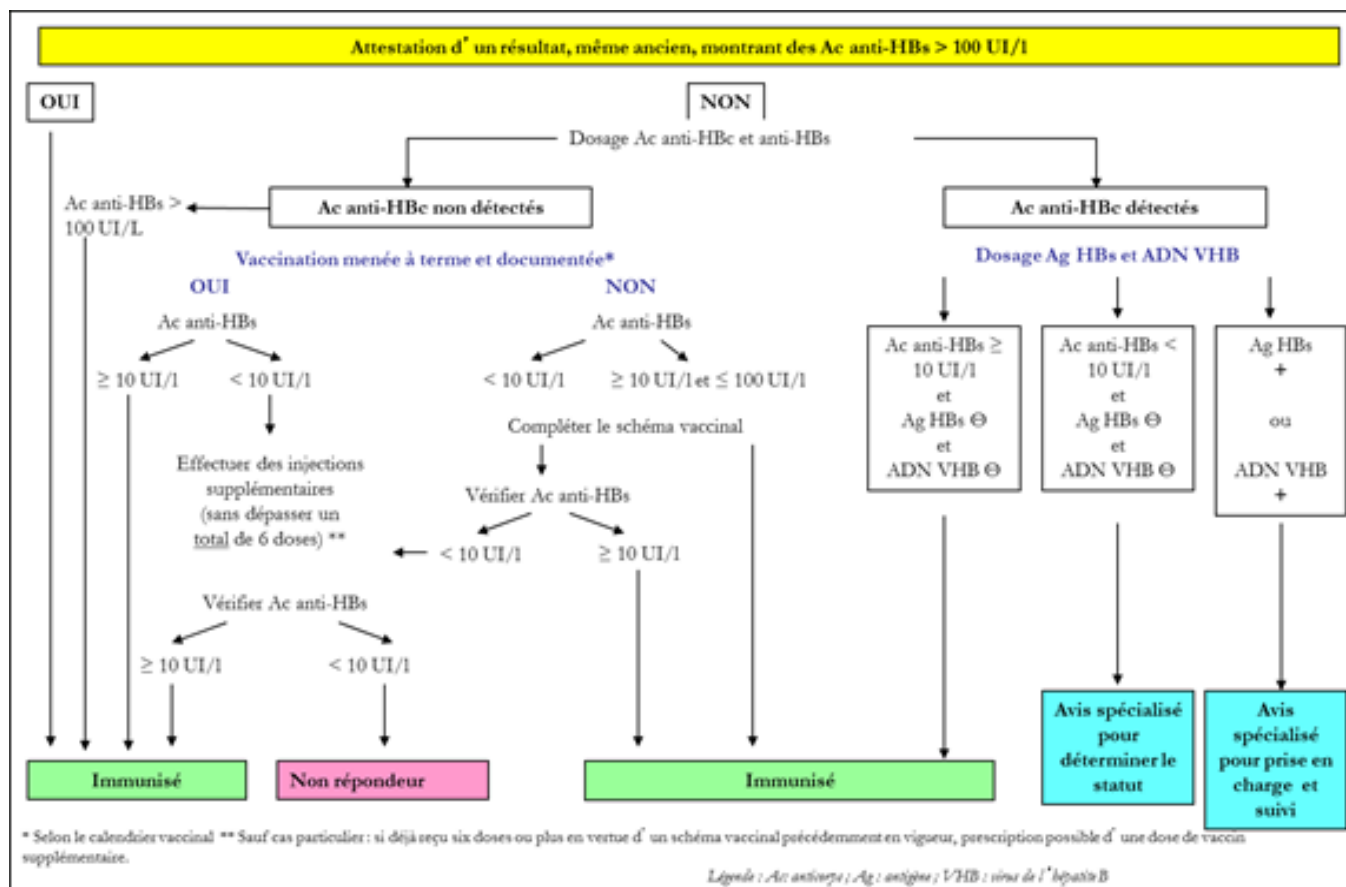 Attestation d' un résultat, même ancien, montrant des Ac anti-HBs > 100 UI/l
OUI
NON
Dosage Ac anti-HBc et anti-HBs
Ac anti-HBs >
100 UI/L
Ac anti-HBc non détectés
Ac anti-HBc détectés
Vaccination menée à terme et documentée*
OUI
NON
Dosage Ag HBs et ADN VHB
Ac anti-HBs
≥ 10 UI/l
< 10 UI/l
Ac anti-HBs
< 10 UI/l
≥ 10 UI/l et ≤ 100 UI/l
Effectuer des injections
supplémentaires
(sans dépasser un
total de 6 doses) **
Compléter le schéma vaccinal
Vérifier Ac anti-HBs
< 10 UI/l
≥ 10 UI/l
Vérifier Ac anti-HBs
≥ 10 UI/l
< 10 UI/l
Ac anti-HBs ≥
10 UI/l
et
Ag HBs Θ
et
ADN VHB Θ
Ac anti-HBs <
10 UI/l
et
Ag HBs Θ
et
ADN VHB Θ
Ag HBs
+
ou
ADN VHB
+
Immunisé
Non répondeur
Immunisé
Avis spécialisé
pour
déterminer le
statut
Avis
spécialisé
pour prise en
charge et
suivi
* Selon le calendrier vaccinal ** Sauf cas particulier : si déjà reçu six doses ou plus en vertu d' un schéma vaccinal précédemment en vigueur, prescription possible d' une dose de vaccin
supplémentaire.
Légende : Ac: anticorps ; Ag : antigène ; VHB : virus de l' hépatite B